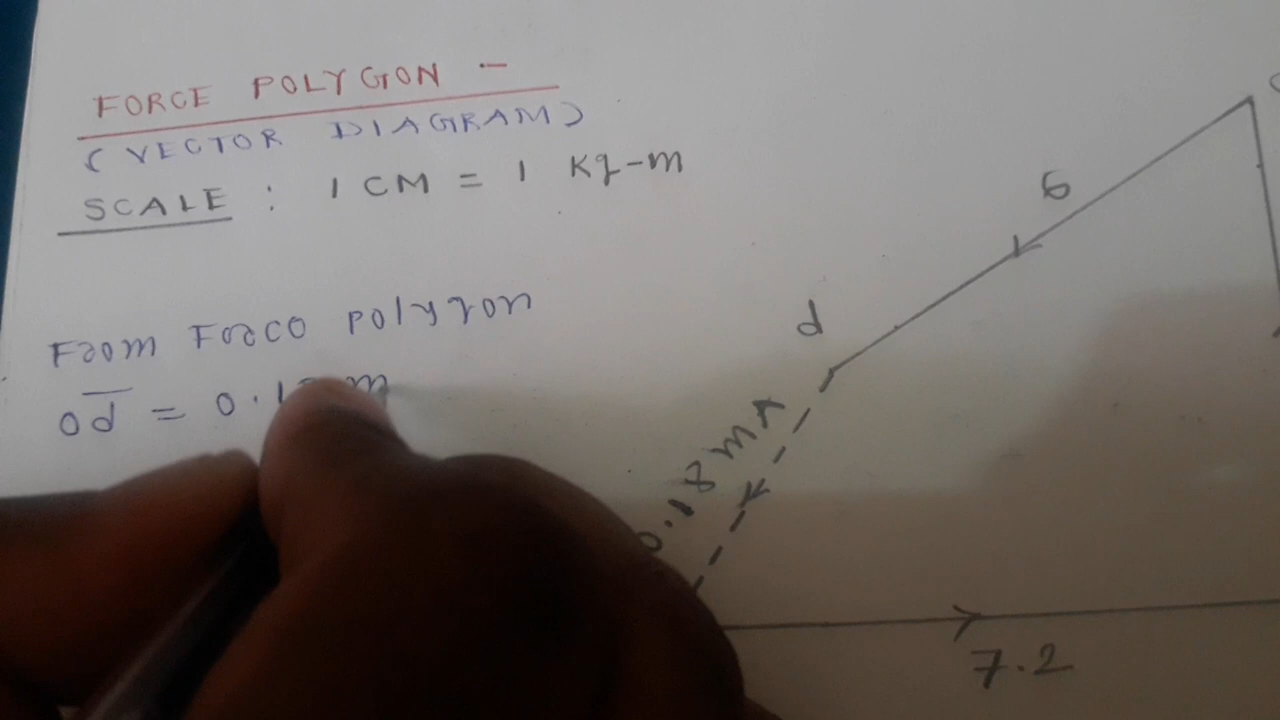 FORCE POLYGON -
(VECTOR DIAGRAM)
SCALE : 1 CM = 1 Kg-m
From Force polygon
od = 0.1 m
6
d
0.18 mA
7.2